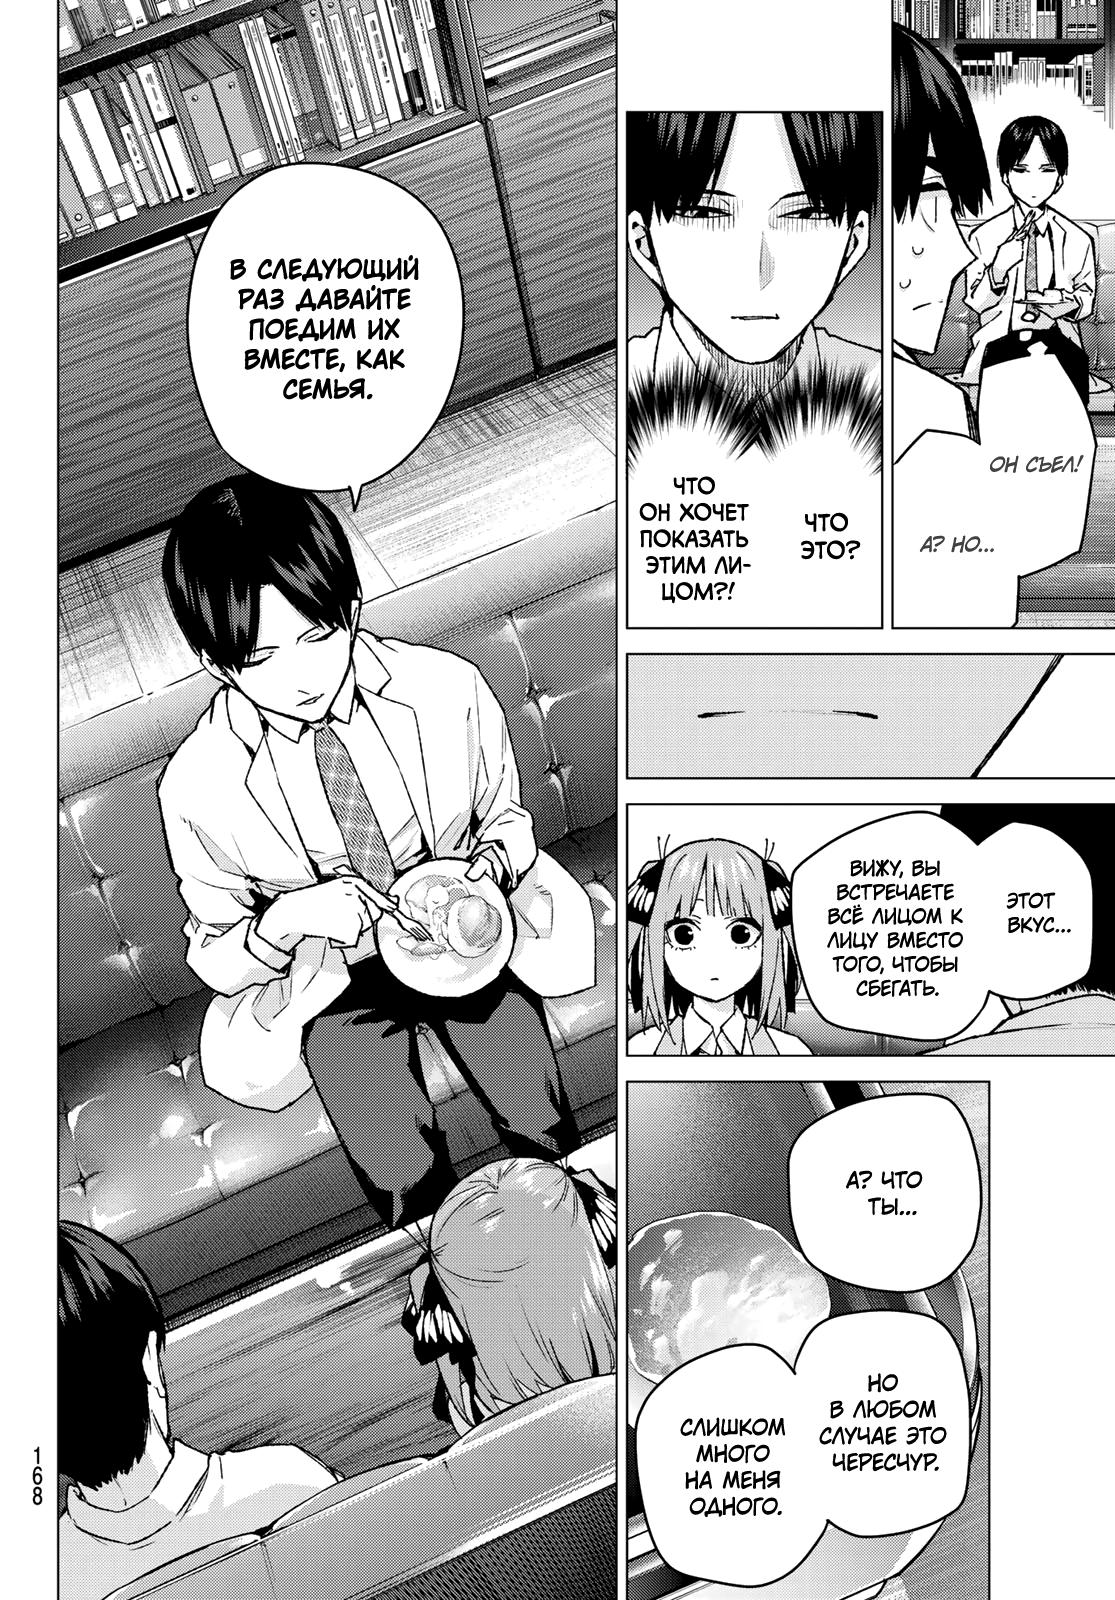 ОН СЪЕЛ!
А? НО...
ЧТО
ЭТО?
ЧТО
ОН ХОЧЕТ
ПОКАЗАТЬ
ЭТИМ ЛИ-
ЦОМ?!
ЭТОТ
ВКУС...
ВИЖУ, ВЫ
ВСТРЕЧАЕТЕ
ВСЁ ЛИЦОМ К
ЛИЦУ ВМЕСТО
ТОГО, ЧТОБЫ
СБЕГАТЬ.
А? ЧТО
ТЫ...
НО
В ЛЮБОМ
СЛУЧАЕ ЭТО
ЧЕРЕСЧУР.
СЛИШКОМ
МНОГО
НА МЕНЯ
ОДНОГО.
В СЛЕДУЮЩИЙ
РАЗ ДАВАЙТЕ
ПОЕДИМ ИХ
ВМЕСТЕ, КАК
СЕМЬЯ.
168